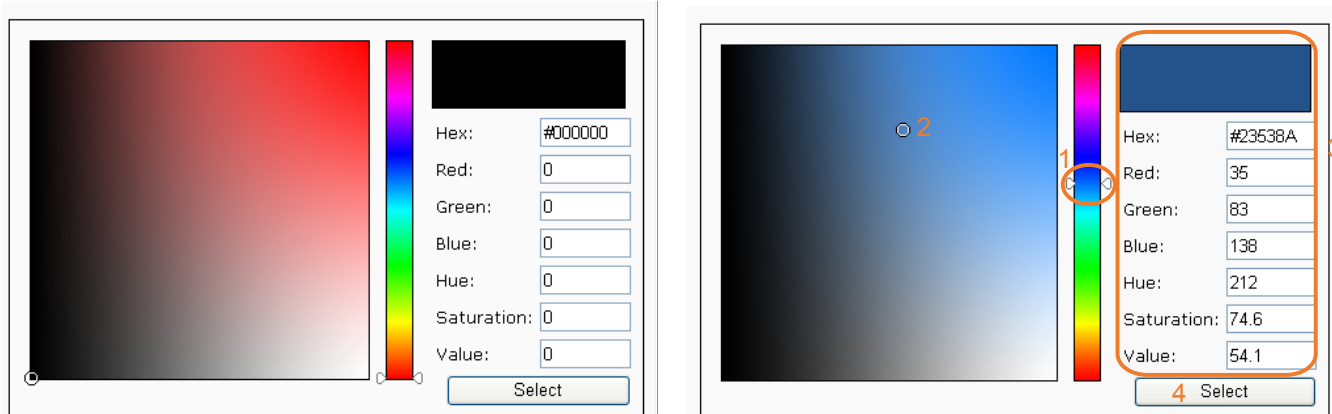 Hex: #000000
Red: 0
Green: 0
Blue: 0
Hue: 0
Saturation: 0
Value: 0
Select
2
1
Hex: #23538A
Red: 35
Green: 83
Blue: 138
Hue: 212
Saturation: 74.6
Value: 54.1
4 Select